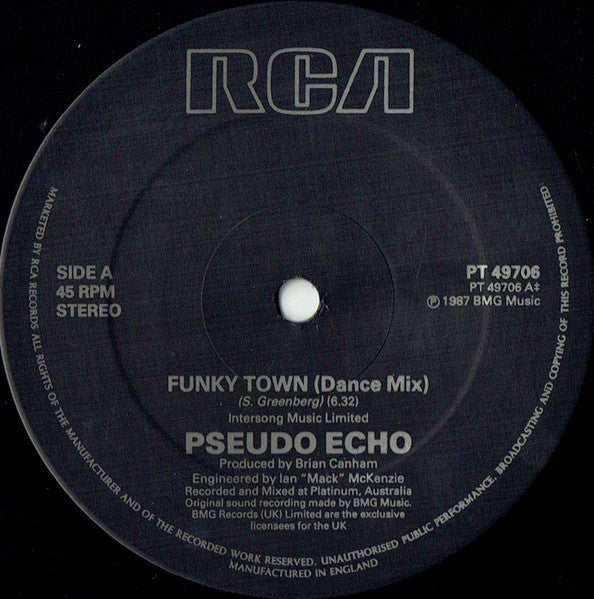 RCA
SIDE A
45 RPM
STEREO
PT 49706
PT 49706 A‡
℗ 1987 BMG Music
FUNKY TOWN (Dance Mix)
(S. Greenberg) (6.32)
Intersong Music Limited
PSEUDO ECHO
Produced by Brian Canham
Engineered by Ian "Mack" McKenzie
Recorded and Mixed at Platinum, Australia
Original sound recording made by BMG Music.
BMG Records (UK) Limited are the exclusive
licensees for the UK
MARKETED BY RCA RECORDS ALL RIGHTS OF THE MANUFACTURER AND OF THE RECORDED WORK RESERVED. UNAUTHORISED PUBLIC PERFORMANCE, BROADCASTING AND COPYING OF THIS RECORD PROHIBITED
MANUFACTURED IN ENGLAND